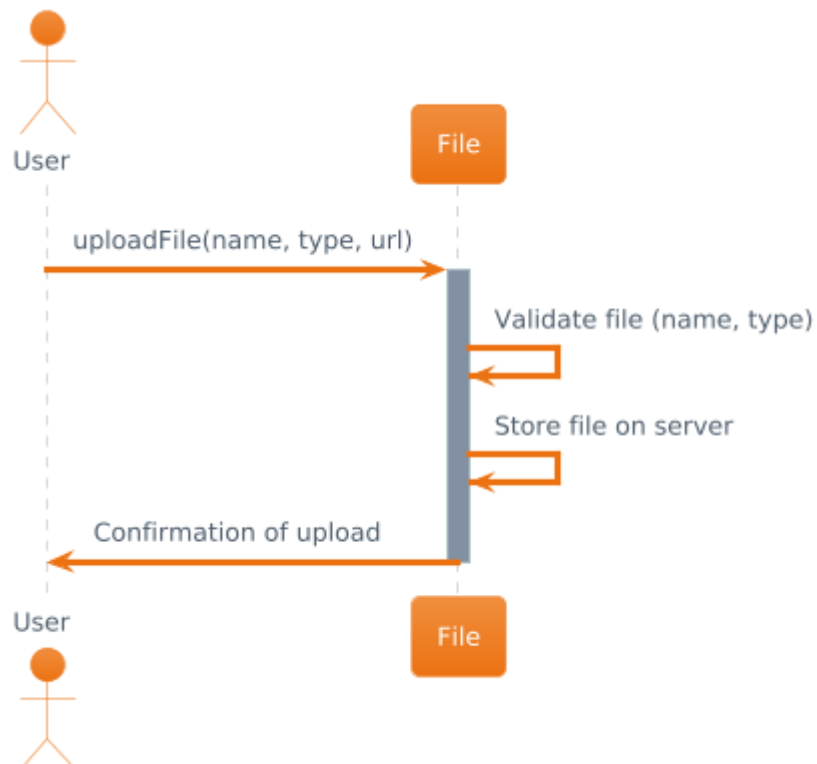 User
File
uploadFile(name, type, url)
Validate file (name, type)
Store file on server
Confirmation of upload
User
File